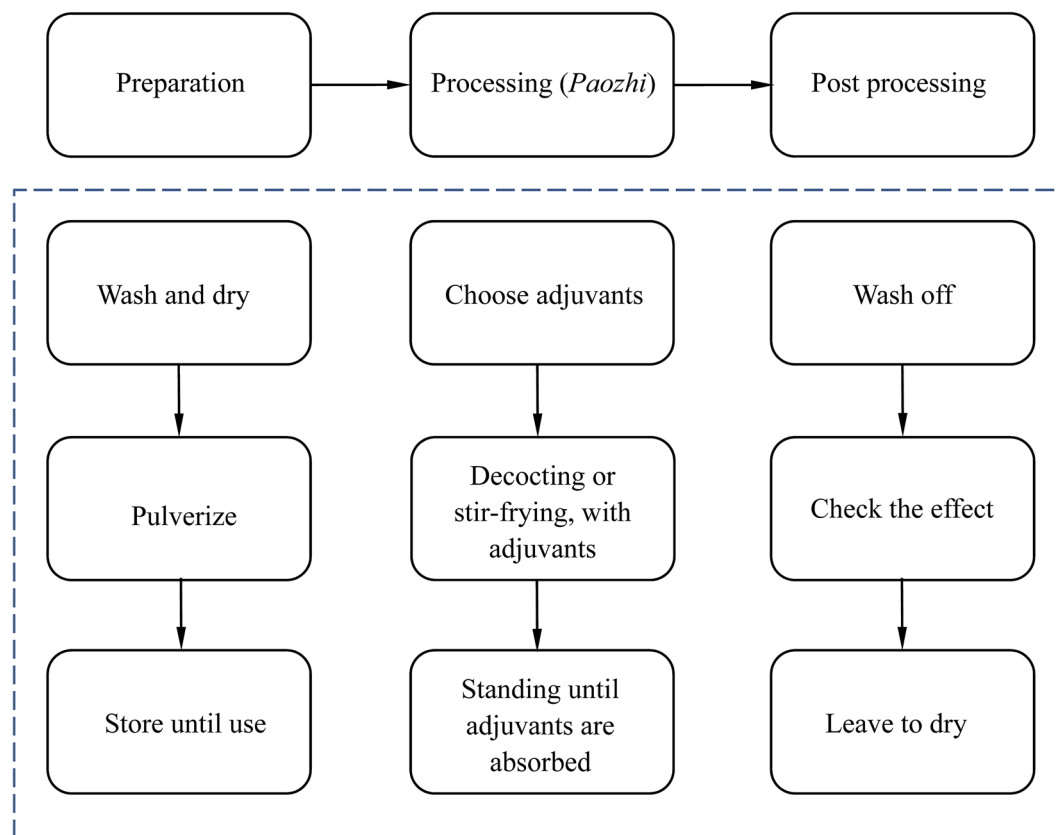 Preparation
Processing (Paozhi)
Post processing
Wash and dry
Choose adjuvants
Wash off
Pulverize
Decocting or
stir-frying, with
adjuvants
Check the effect
Store until use
Standing until
adjuvants are
absorbed
Leave to dry